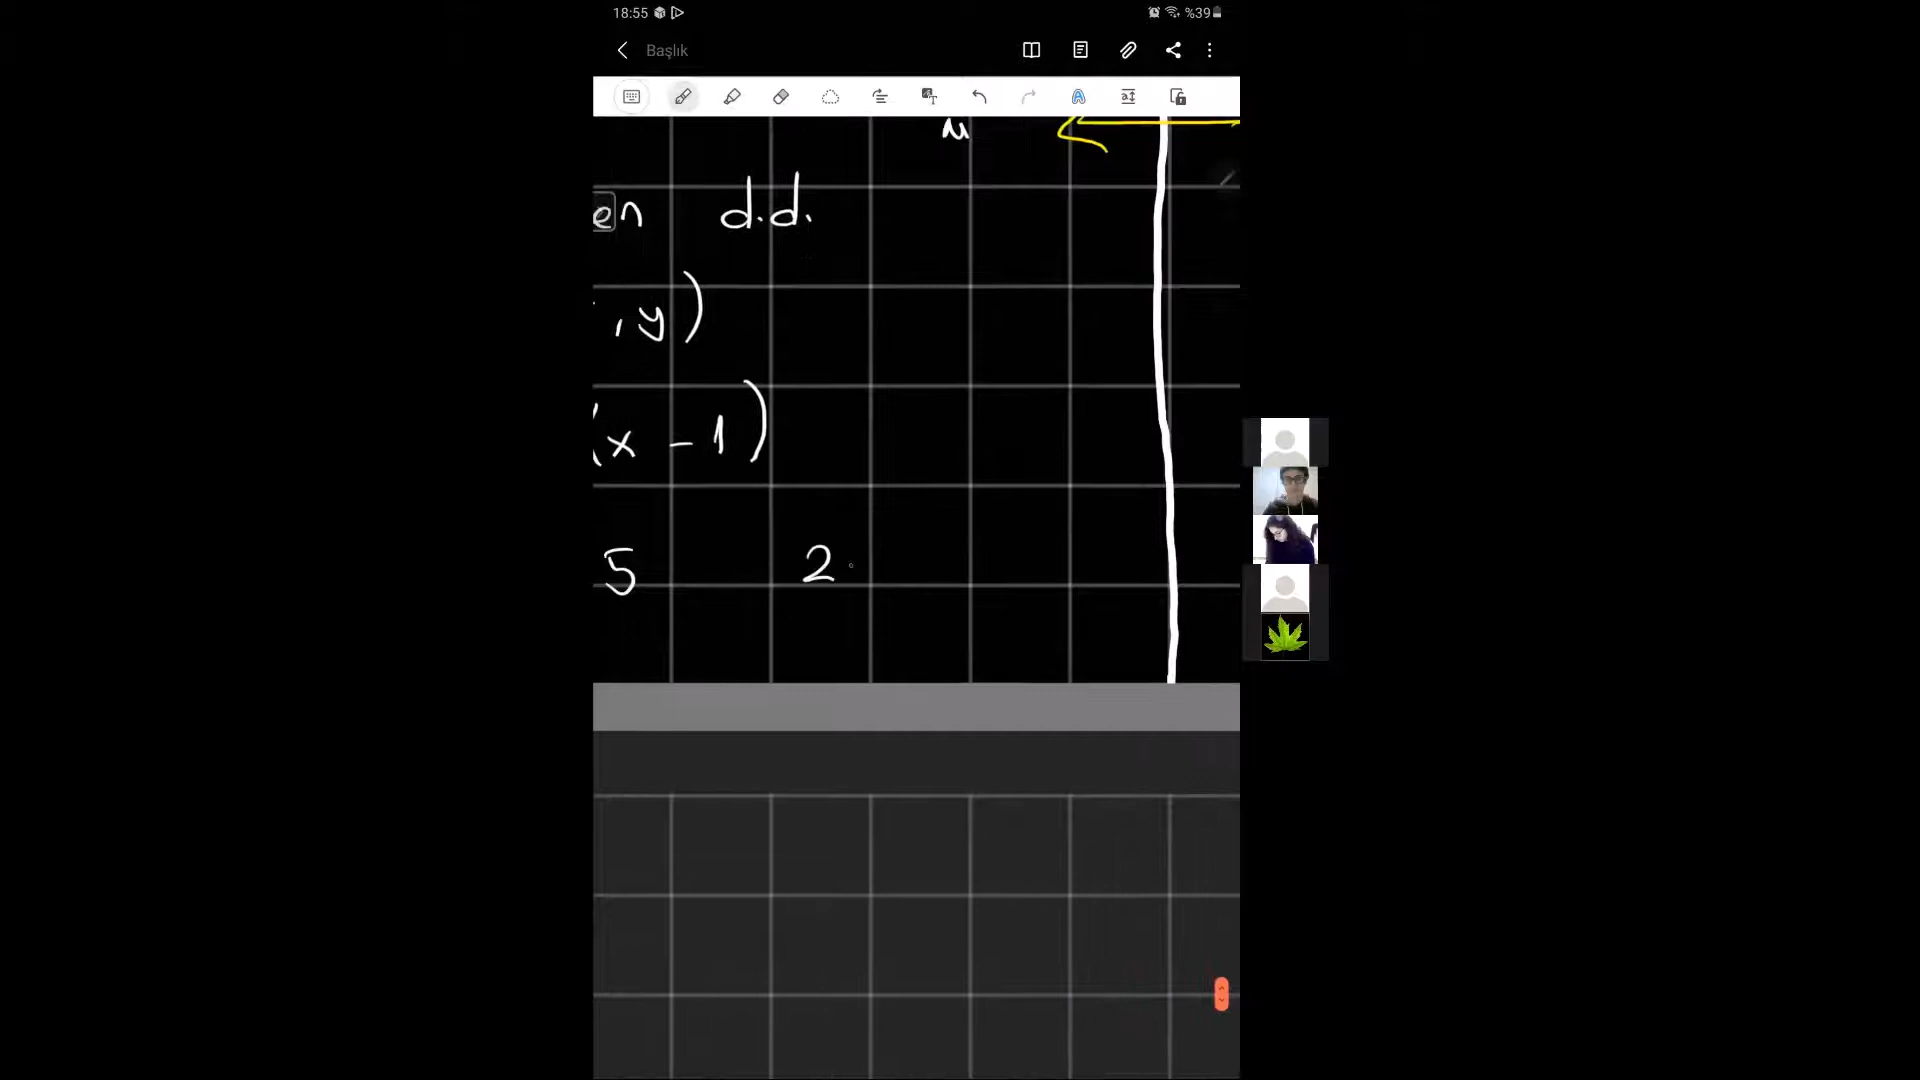 18:55 %39
Başlık
en d.d.
, y)
(x - 1)
5 2